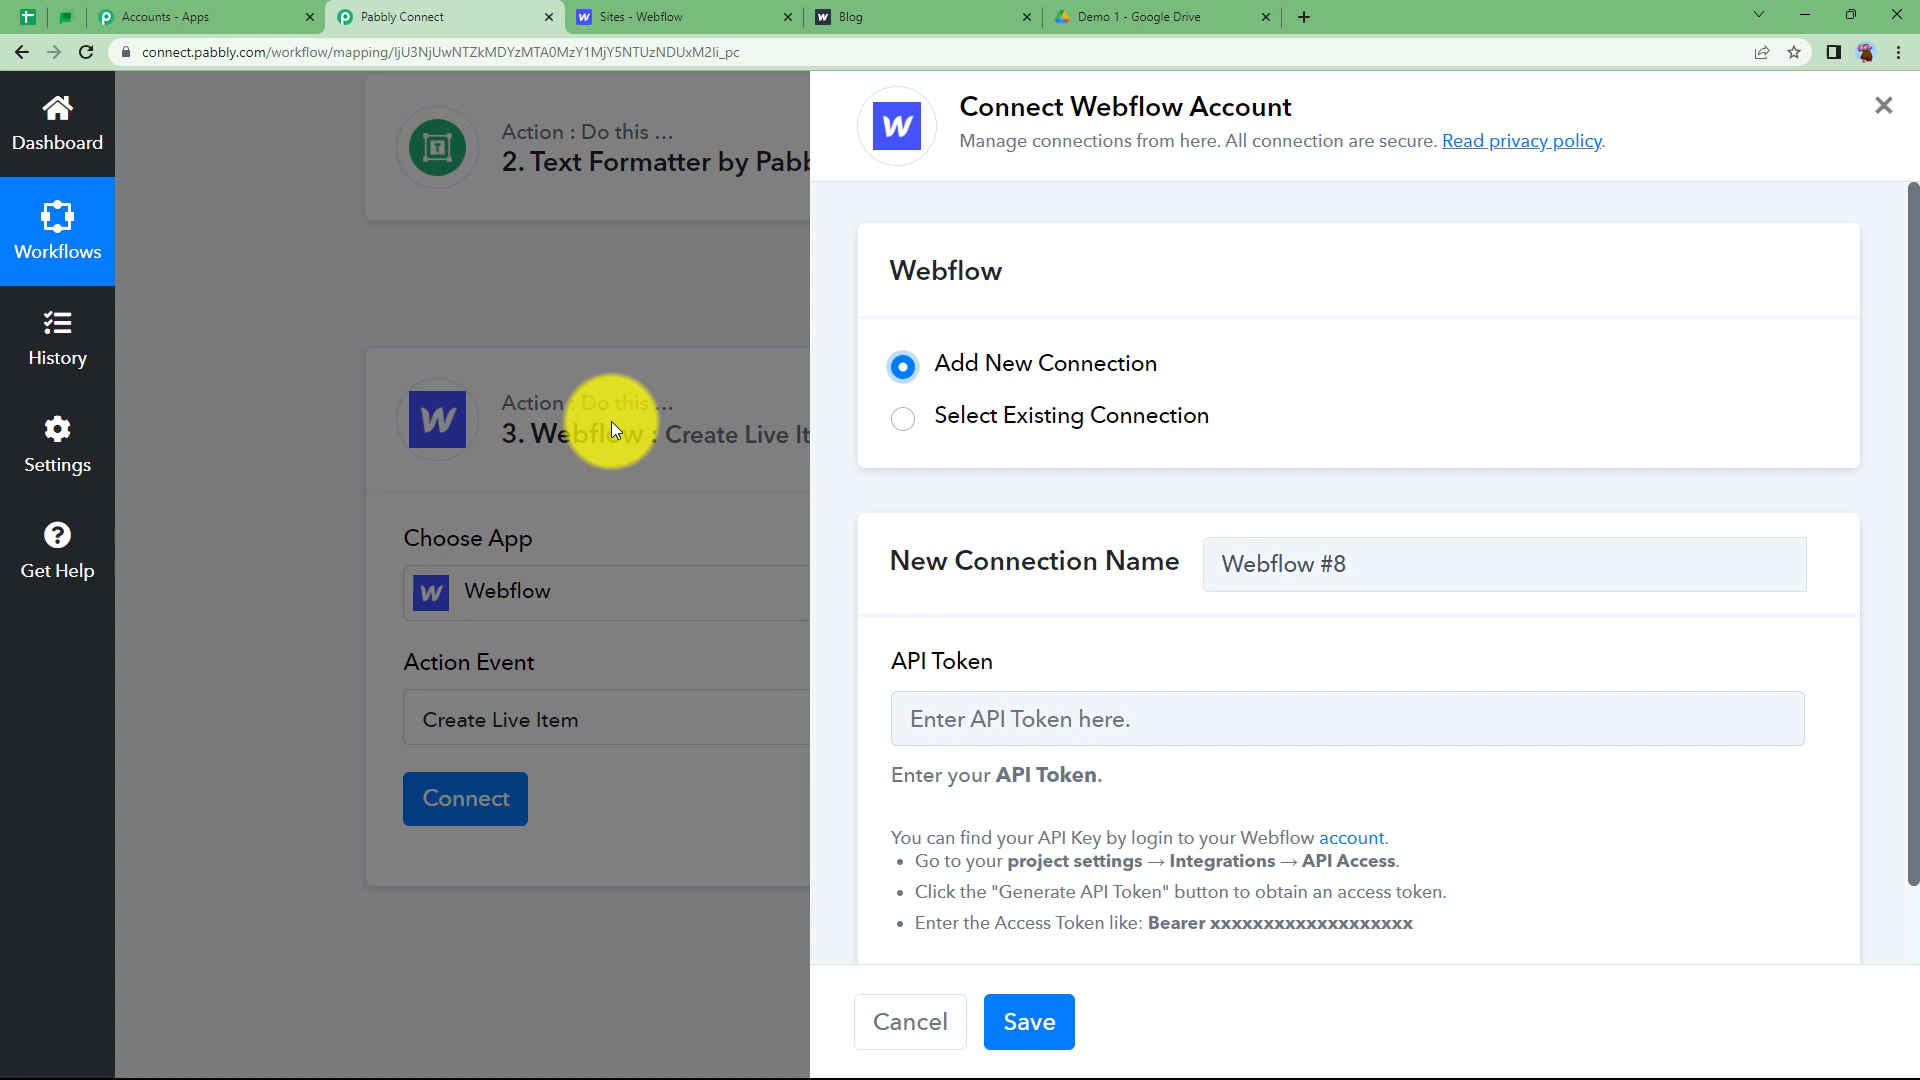 Accounts - Apps
Pabbly Connect
Sites - Webflow
Blog
Demo 1 - Google Drive
connect.pabbly.com/workflow/mapping/IjU3NjUwNTZkMDYzMTA0MzY1MjY5NTUzNDUxM2Ii_pc
Dashboard
Workflows
History
Settings
Get Help
Action : Do this ...
2. Text Formatter by Pabb
Action : Do this ...
3. Webflow : Create Live It
Choose App
Webflow
Action Event
Create Live Item
Connect
Connect Webflow Account
Manage connections from here. All connection are secure. Read privacy policy.
Webflow
Add New Connection
Select Existing Connection
New Connection Name
Webflow #8
API Token
Enter API Token here.
Enter your API Token.
You can find your API Key by login to your Webflow account.
• Go to your project settings → Integrations → API Access.
• Click the "Generate API Token" button to obtain an access token.
• Enter the Access Token like: Bearer xxxxxxxxxxxxxxxxxxx
Cancel
Save